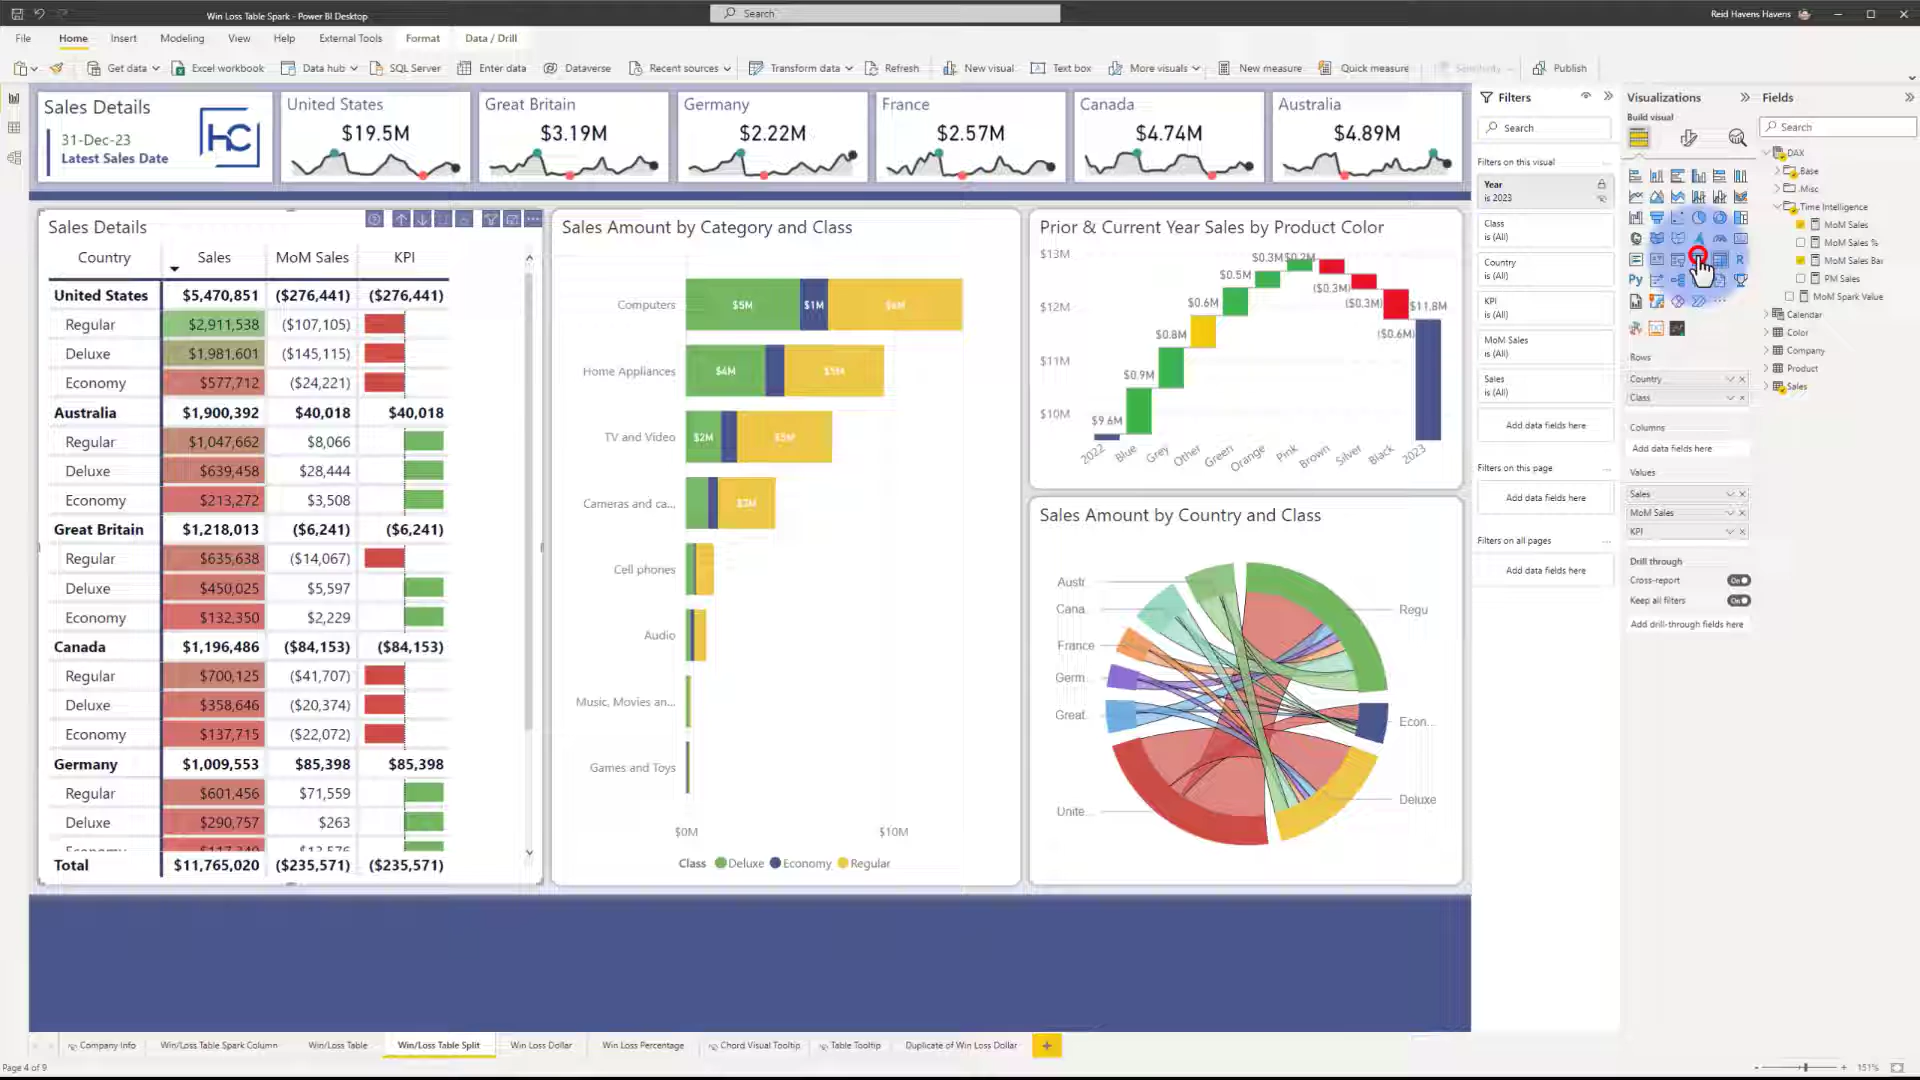 Win Loss Table Spark - Power BI Desktop
Search
Reid Havens Havens
File Home Insert Modeling View Help External Tools Format Data / Drill
Get data Excel workbook Data hub SQL Server Enter data Dataverse Recent sources Transform data Refresh New visual Text box More visuals New measure Quick measure Sensitivity Publish
Sales Details
31-Dec-23
Latest Sales Date
HC
United States
$19.5M
Great Britain
$3.19M
Germany
$2.22M
France
$2.57M
Canada
$4.74M
Australia
$4.89M
Sales Details
Country Sales MoM Sales KPI
United States $5,470,851 ($276,441) ($276,441)
Regular $2,911,538 ($107,105)
Deluxe $1,981,601 ($145,115)
Economy $577,712 ($24,221)
Australia $1,900,392 $40,018 $40,018
Regular $1,047,662 $8,066
Deluxe $639,458 $28,444
Economy $213,272 $3,508
Great Britain $1,218,013 ($6,241) ($6,241)
Regular $635,638 ($14,067)
Deluxe $450,025 $5,597
Economy $132,350 $2,229
Canada $1,196,486 ($84,153) ($84,153)
Regular $700,125 ($41,707)
Deluxe $358,646 ($20,374)
Economy $137,715 ($22,072)
Germany $1,009,553 $85,398 $85,398
Regular $601,456 $71,559
Deluxe $290,757 $263
Total $11,765,020 ($235,571) ($235,571)
Sales Amount by Category and Class
Computers $5M $1M $6M
Home Appliances $4M $5M
TV and Video $2M $5M
Cameras and ca... $3M
Cell phones
Audio
Music, Movies an...
Games and Toys
$0M $10M
Class Deluxe Economy Regular
Prior & Current Year Sales by Product Color
$13M
$12M
$11M
$10M
$9.6M
$0.9M
$0.8M
$0.6M
$0.5M
$0.3M
$0.2M
($0.3M)
($0.3M)
($0.6M)
$11.8M
2022 Blue Grey Other Green Orange Pink Brown Silver Black 2023
Sales Amount by Country and Class
Austr...
Cana...
France
Germ...
Great...
Unite...
Regu
Econ...
Deluxe
Filters
Search
Filters on this visual ...
Year
is 2023
Class
is (All)
Country
is (All)
KPI
is (All)
MoM Sales
is (All)
Sales
is (All)
Add data fields here
Filters on this page ...
Add data fields here
Filters on all pages ...
Add data fields here
Visualizations
Build visual
R
Py
Rows
Country
Class
Columns
Add data fields here
Values
Sales
MoM Sales
KPI
Drill through
Cross-report On
Keep all filters On
Add drill-through fields here
Fields
Search
DAX
Base
Misc
Time Intelligence
MoM Sales
MoM Sales %
MoM Sales Bar
PM Sales
MoM Spark Value
Calendar
Color
Company
Product
Sales
Company Info Win/Loss Table Spark Column Win/Loss Table Win/Loss Table Split Win Loss Dollar Win Loss Percentage Chord Visual Tooltip Table Tooltip Duplicate of Win Loss Dollar +
Page 4 of 9
151%